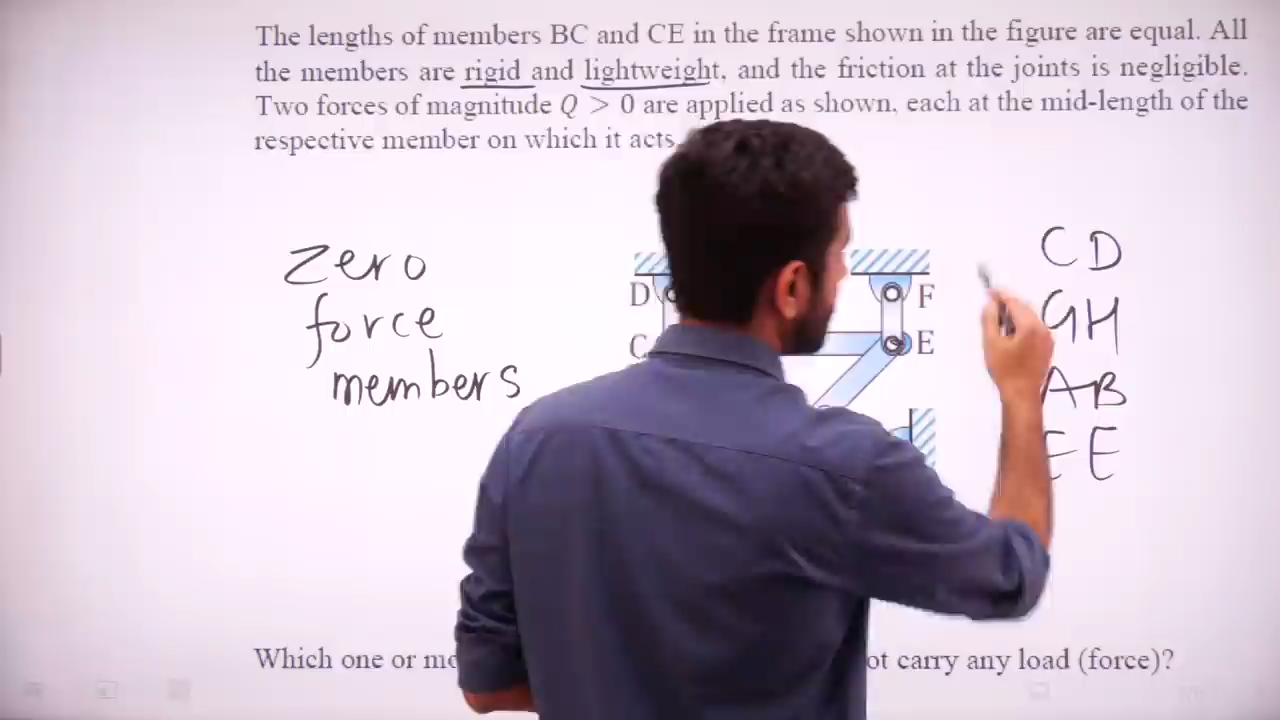 The lengths of members BC and CE in the frame shown in the figure are equal. All
the members are rigid and lightweight, and the friction at the joints is negligible.
Two forces of magnitude Q > 0 are applied as shown, each at the mid-length of the
respective member on which it acts.
zero
force
members
D
F
C
E
CD
GH
AB
E
Which one or
ot carry any load (force)?